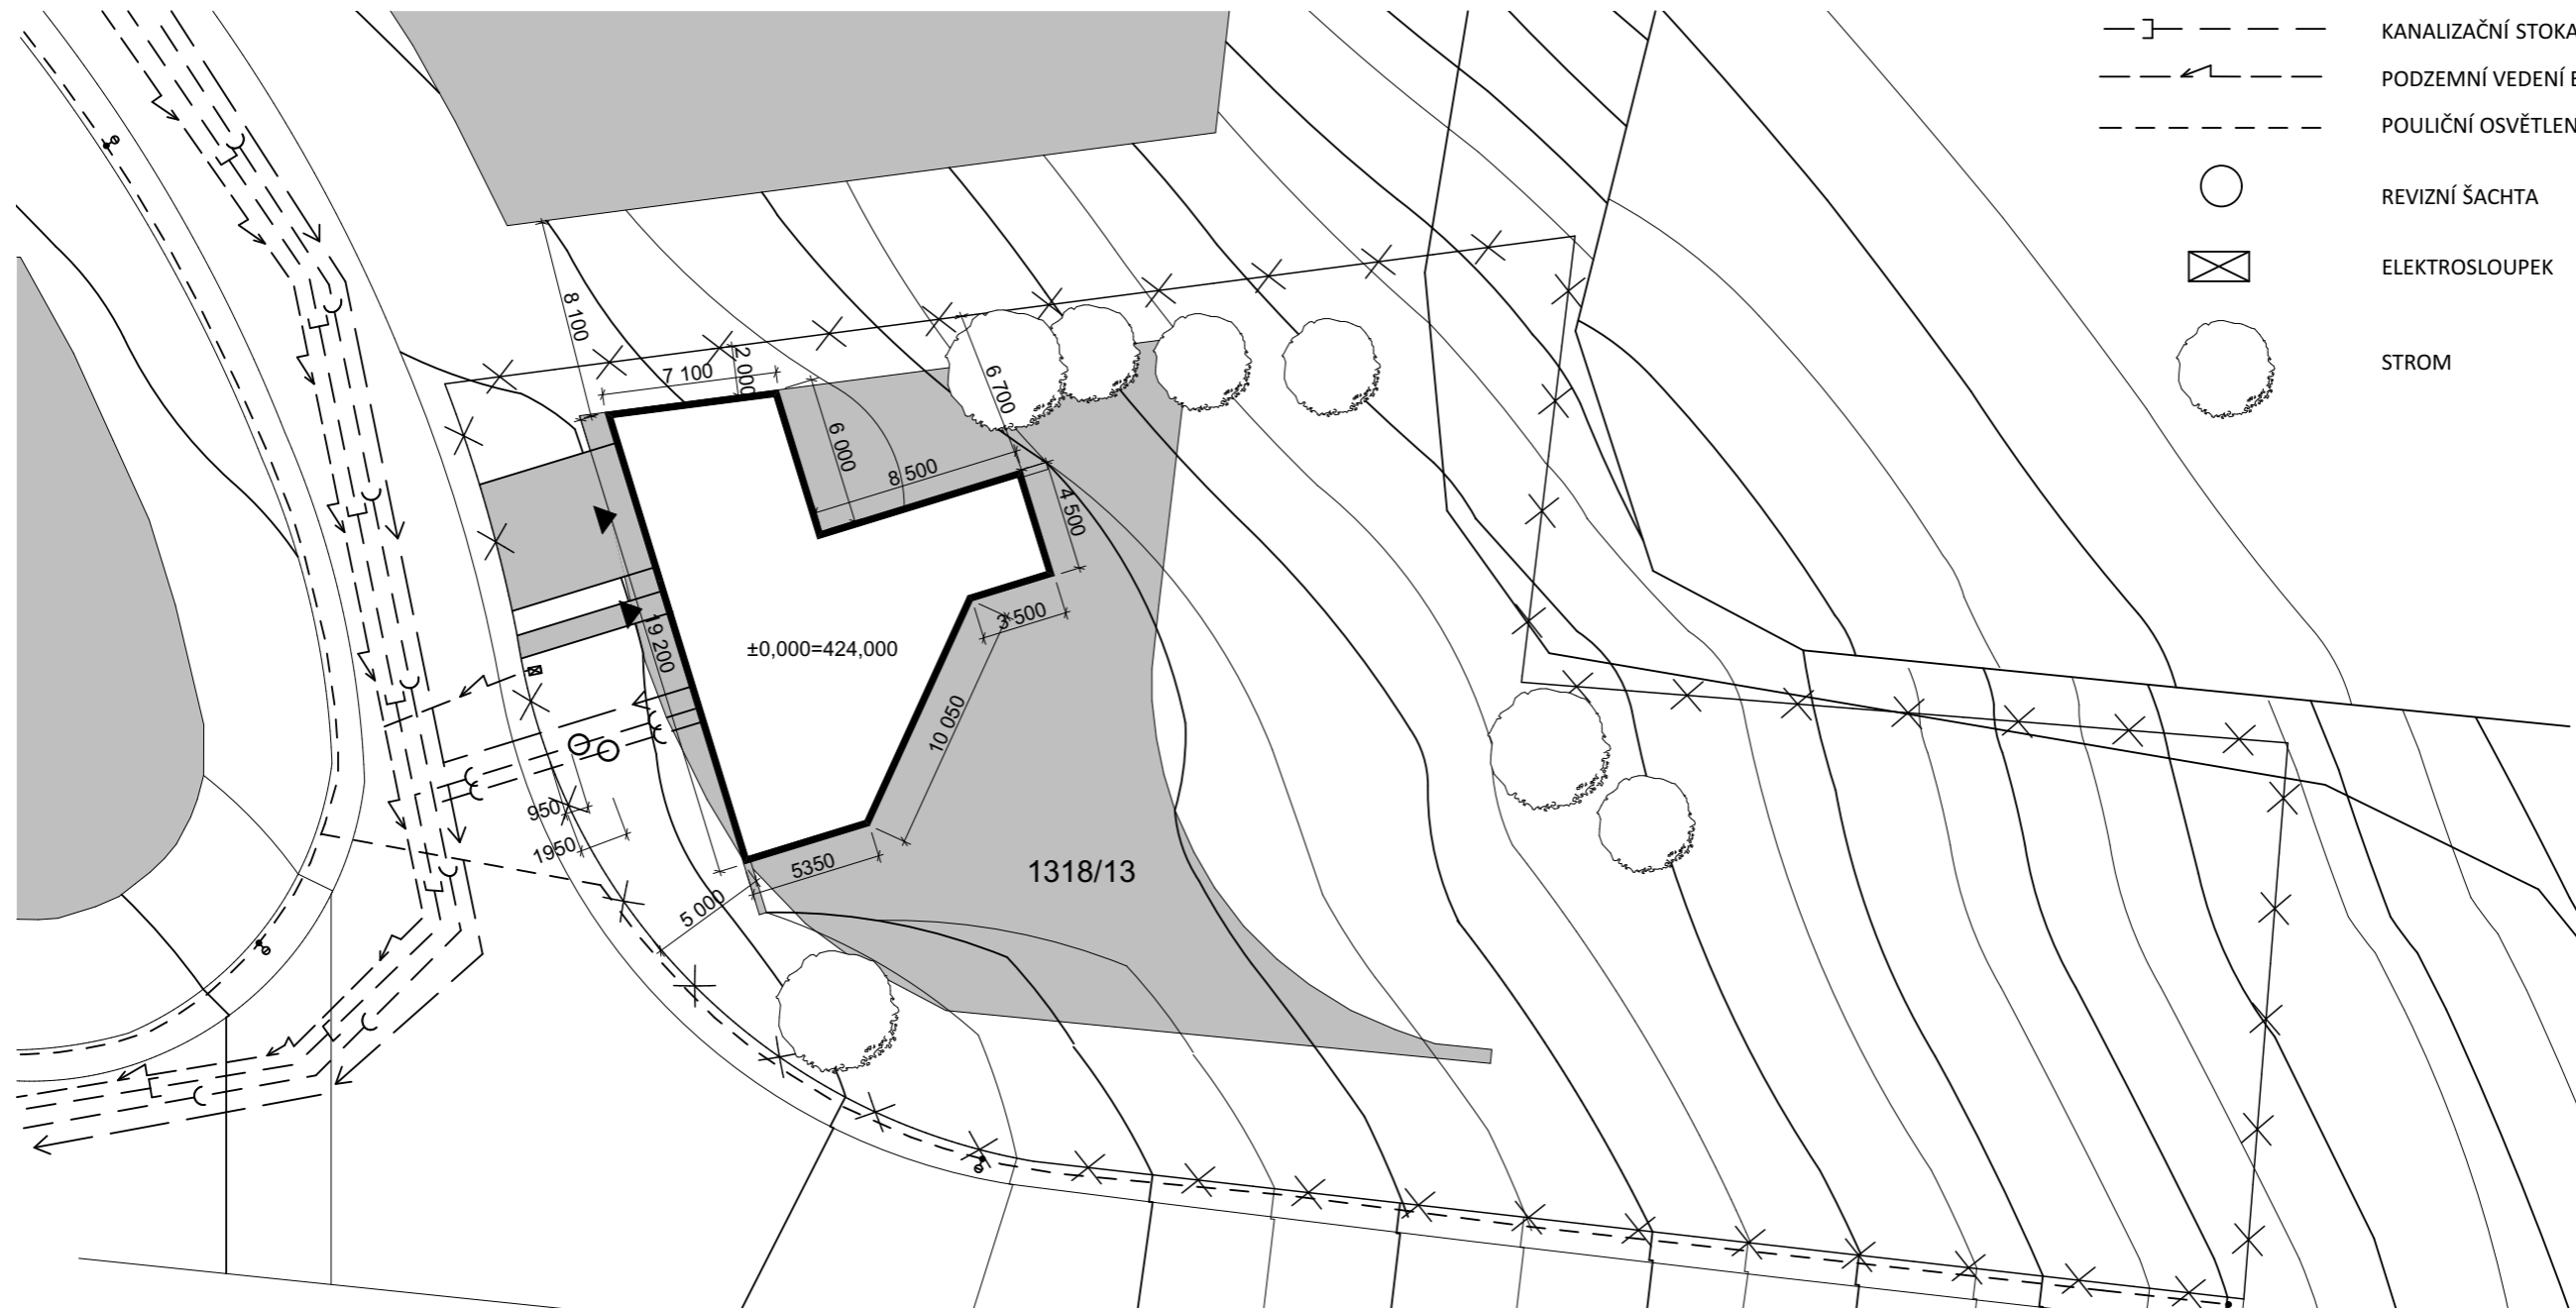 KANALIZAČNÍ STOKA
PODZEMNÍ VEDENÍ E
POULIČNÍ OSVĚTLEN
REVIZNÍ ŠACHTA
ELEKTROSLOUPEK
STROM
8 100
7 100
2 000
6 700
6 000
8 500
4 500
3 500
19 200
±0,000=424,000
10 050
950
1950
5350
5 000
1318/13